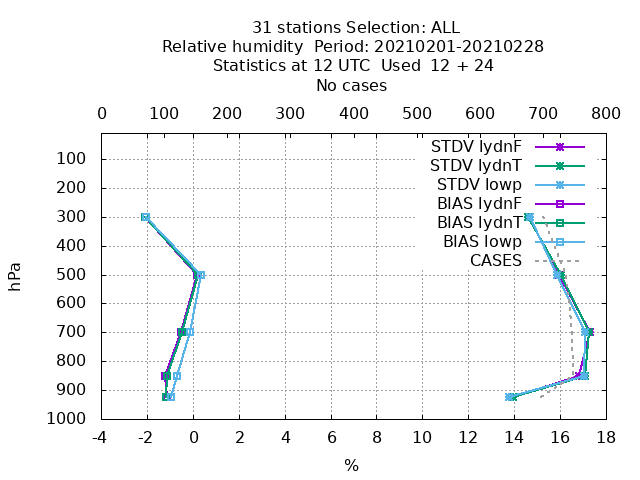 31 stations Selection: ALL
Relative humidity  Period: 20210201-20210228
Statistics at 12 UTC  Used  12 + 24
No cases
0 100 200 300 400 500 600 700 800
STDV lydnF
STDV lydnT
STDV lowp
BIAS lydnF
BIAS lydnT
BIAS lowp
CASES
100
200
300
400
500
600
700
800
900
1000
hPa
-4 -2 0 2 4 6 8 10 12 14 16 18
%